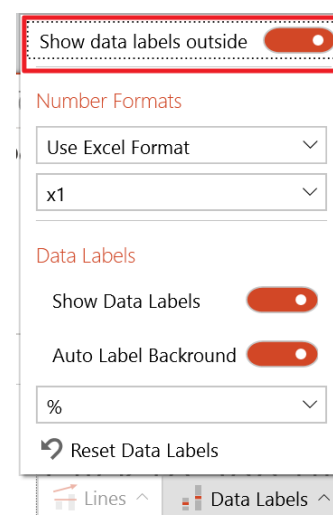 Show data labels outside
Number Formats
Use Excel Format
x1
Data Labels
Show Data Labels
Auto Label Backround
%
Reset Data Labels
Lines
Data Labels